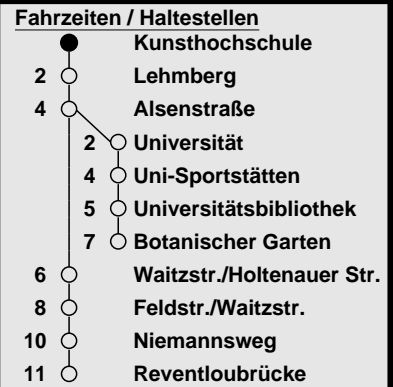 Fahrzeiten / Haltestellen
Kunsthochschule
2 Lehmberg
4 Alsenstraße
2 Universität
4 Uni-Sportstätten
5 Universitätsbibliothek
7 Botanischer Garten
6 Waitzstr./Holtenauer Str.
8 Feldstr./Waitzstr.
10 Niemannsweg
11 Reventloubrücke